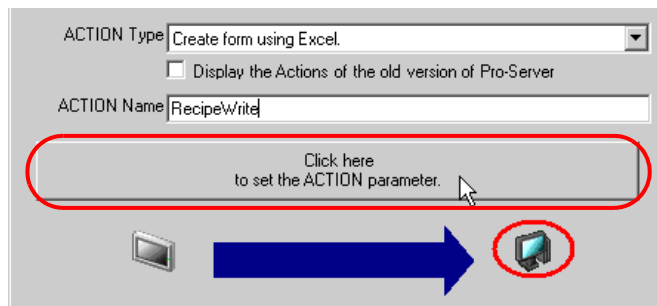 ACTION Type Create form using Excel.
Display the Actions of the old version of Pro-Server
ACTION Name RecipeWrite
Click here
to set the ACTION parameter.